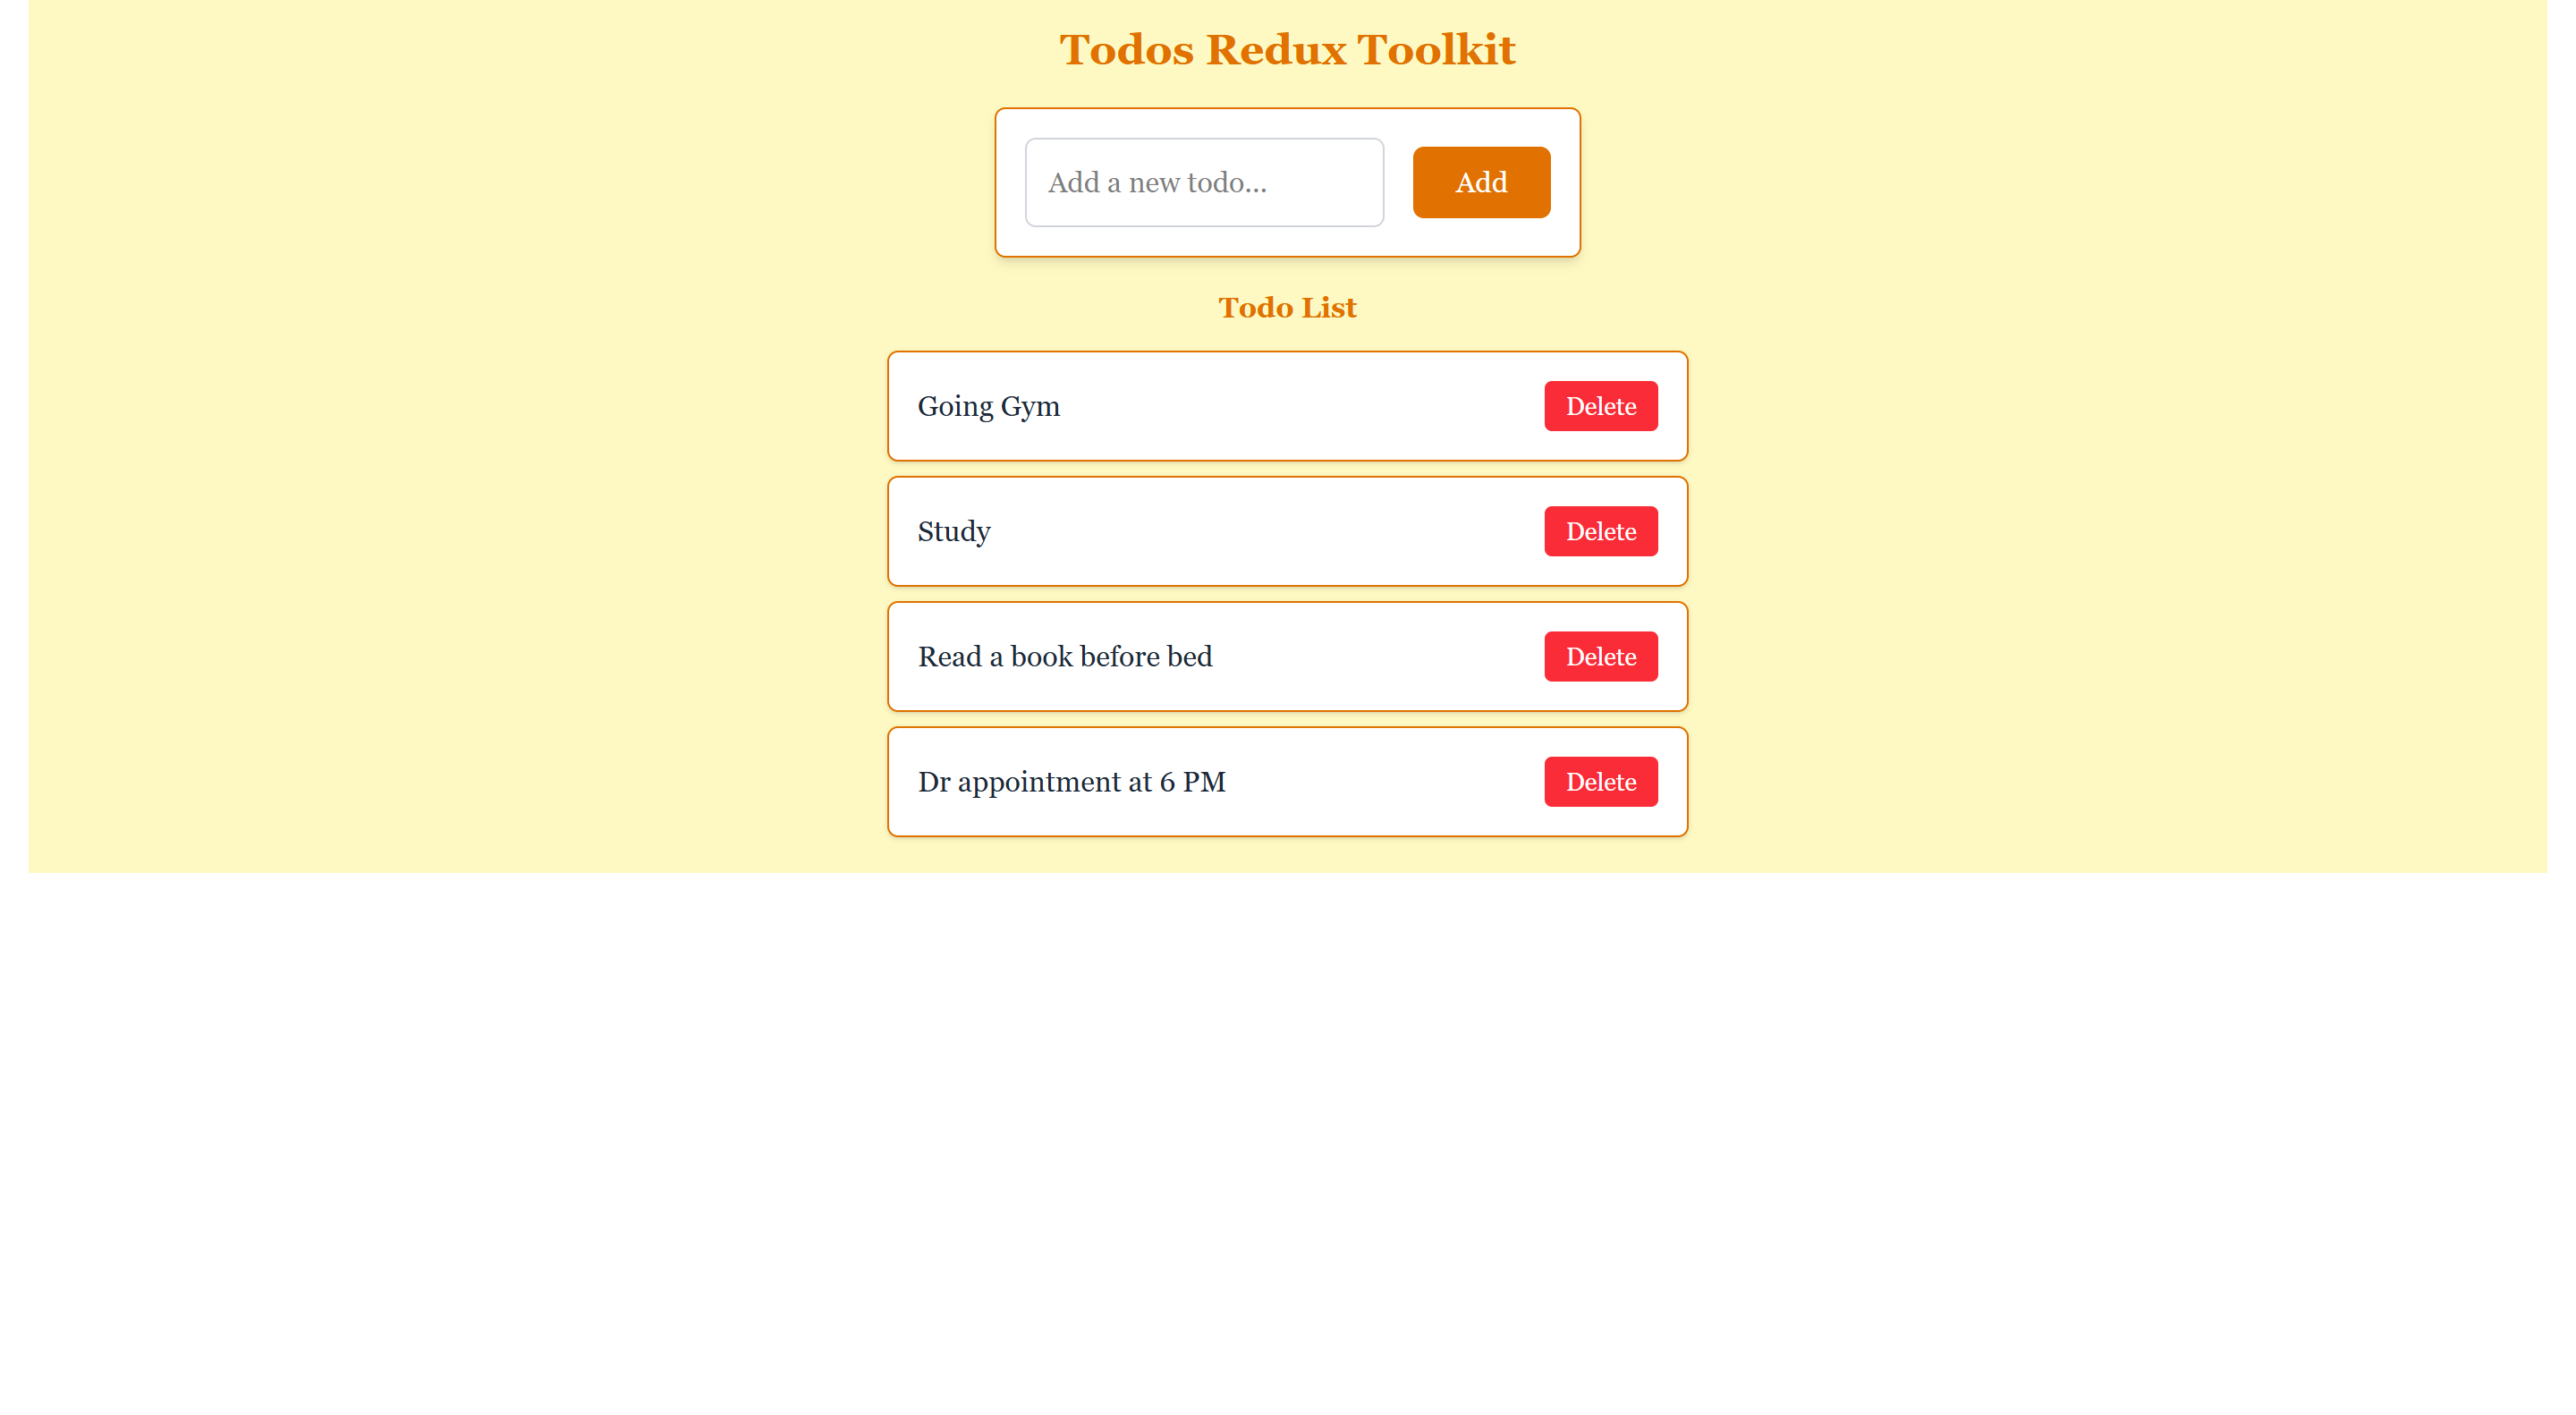 Todos Redux Toolkit
Add a new todo...
Add
Todo List
Going Gym
Delete
Study
Delete
Read a book before bed
Delete
Dr appointment at 6 PM
Delete